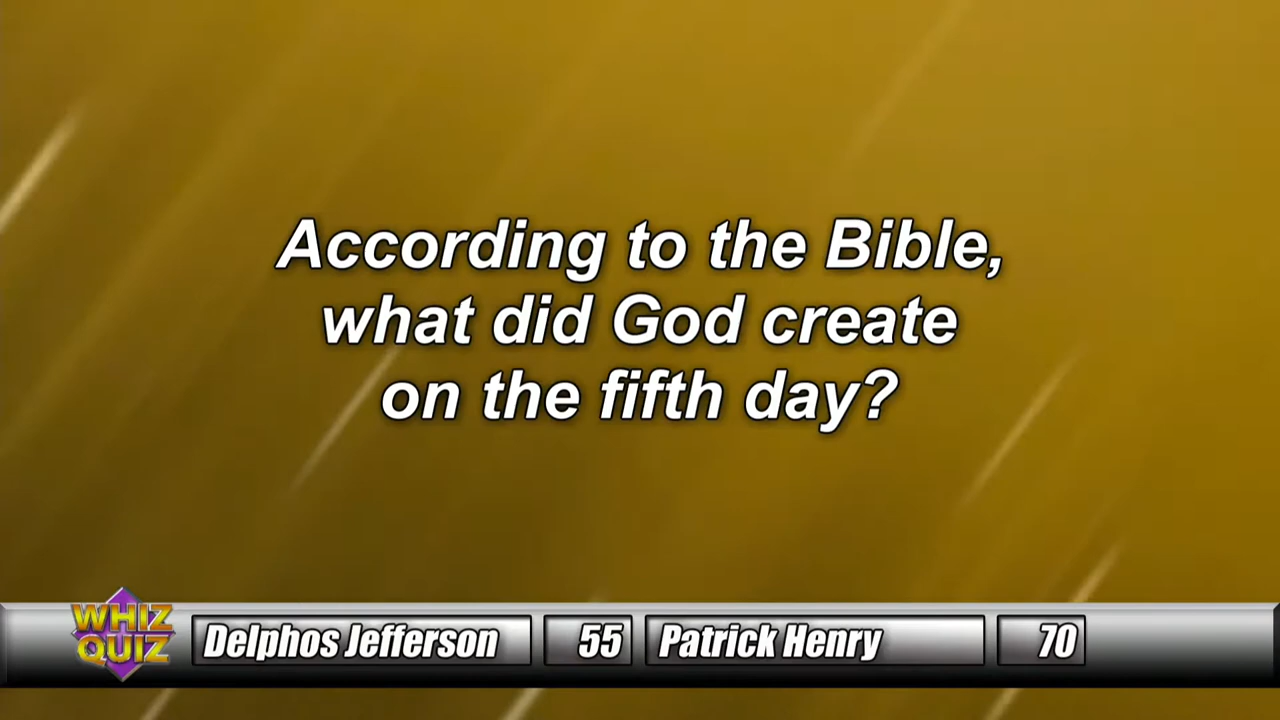 According to the Bible,
what did God create
on the fifth day?
WHIZ
QUIZ
Delphos Jefferson 55 Patrick Henry 70